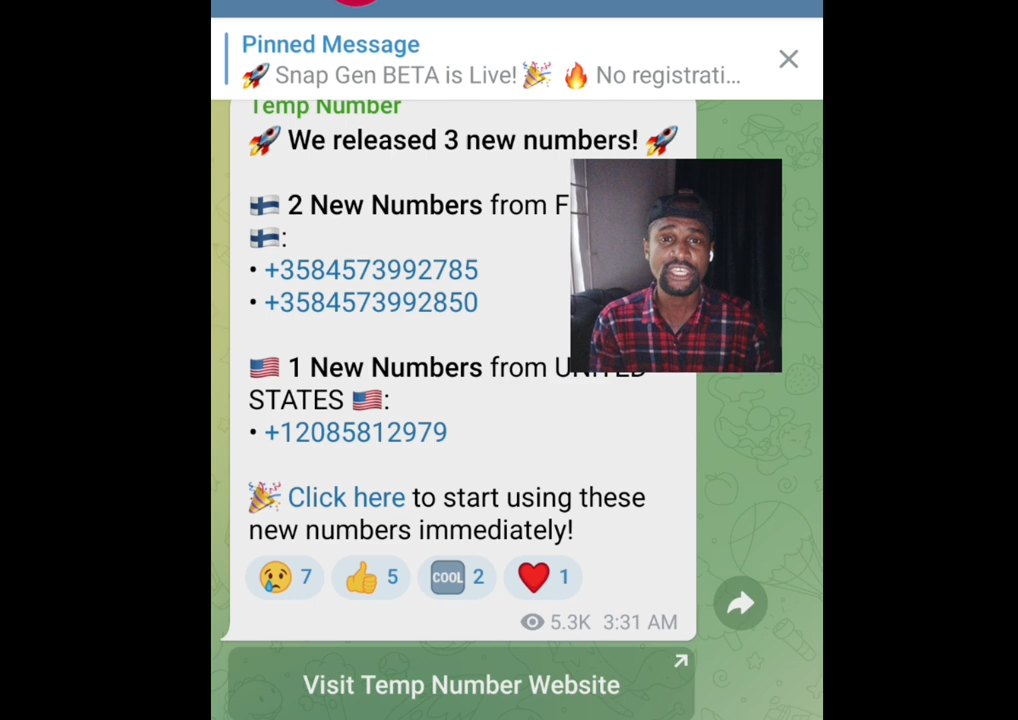 Pinned Message
🚀 Snap Gen BETA is Live! 🎉 🔥 No registrati...
Temp Number
🚀 We released 3 new numbers! 🚀
🇫🇮 2 New Numbers from F
🇫🇮:
• +3584573992785
• +3584573992850
🇺🇸 1 New Numbers from UNITED
STATES 🇺🇸:
• +12085812979
🎉 Click here to start using these
new numbers immediately!
😢 7 👍 5 🆒 2 ❤️ 1
5.3K 3:31 AM
Visit Temp Number Website